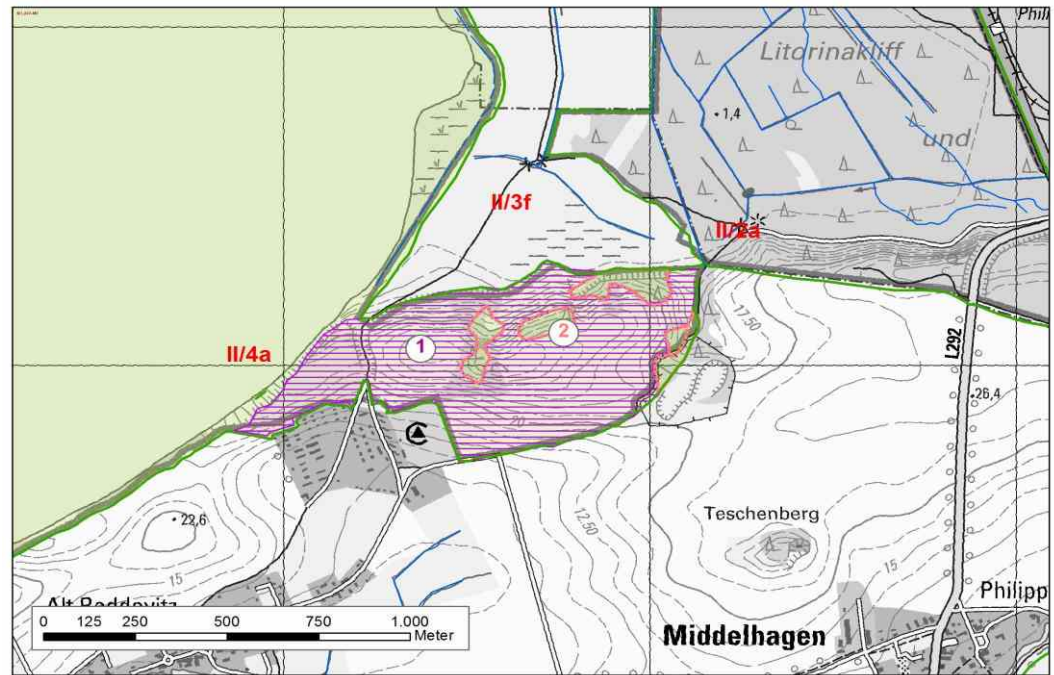 Litorinakliff
1,4
und
II/3f
II/2a
17.50
1
2
II/4a
L292
26,4
20
22,6
12.50
Teschenberg
15
15
Philipp
0 125 250 500 750 1.000
Meter
Middelhagen